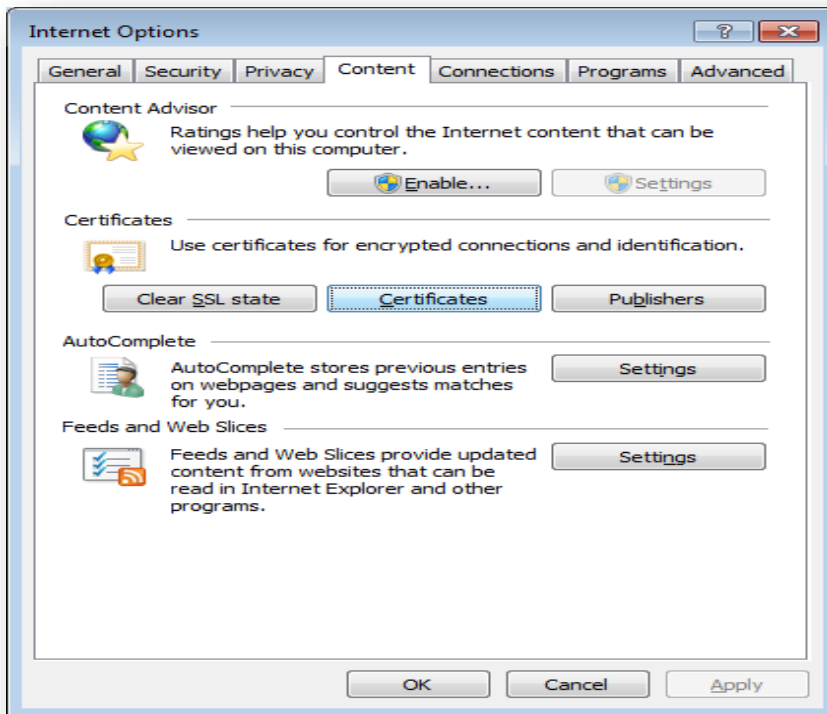 Internet Options
General Security Privacy Content Connections Programs Advanced
Content Advisor
Ratings help you control the Internet content that can be
viewed on this computer.
Enable... Settings
Certificates
Use certificates for encrypted connections and identification.
Clear SSL state Certificates Publishers
AutoComplete
AutoComplete stores previous entries
on webpages and suggests matches
for you.
Settings
Feeds and Web Slices
Feeds and Web Slices provide updated
content from websites that can be
read in Internet Explorer and other
programs.
Settings
OK Cancel Apply